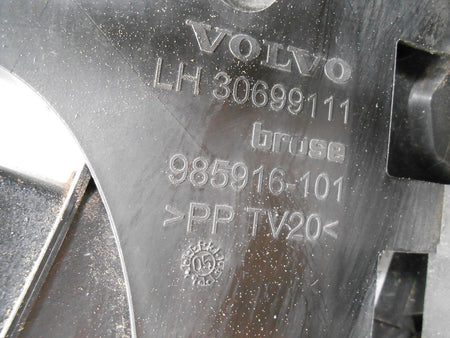 VOLVO
LH 30699111
brose
985916-101
>PP TV20<
05